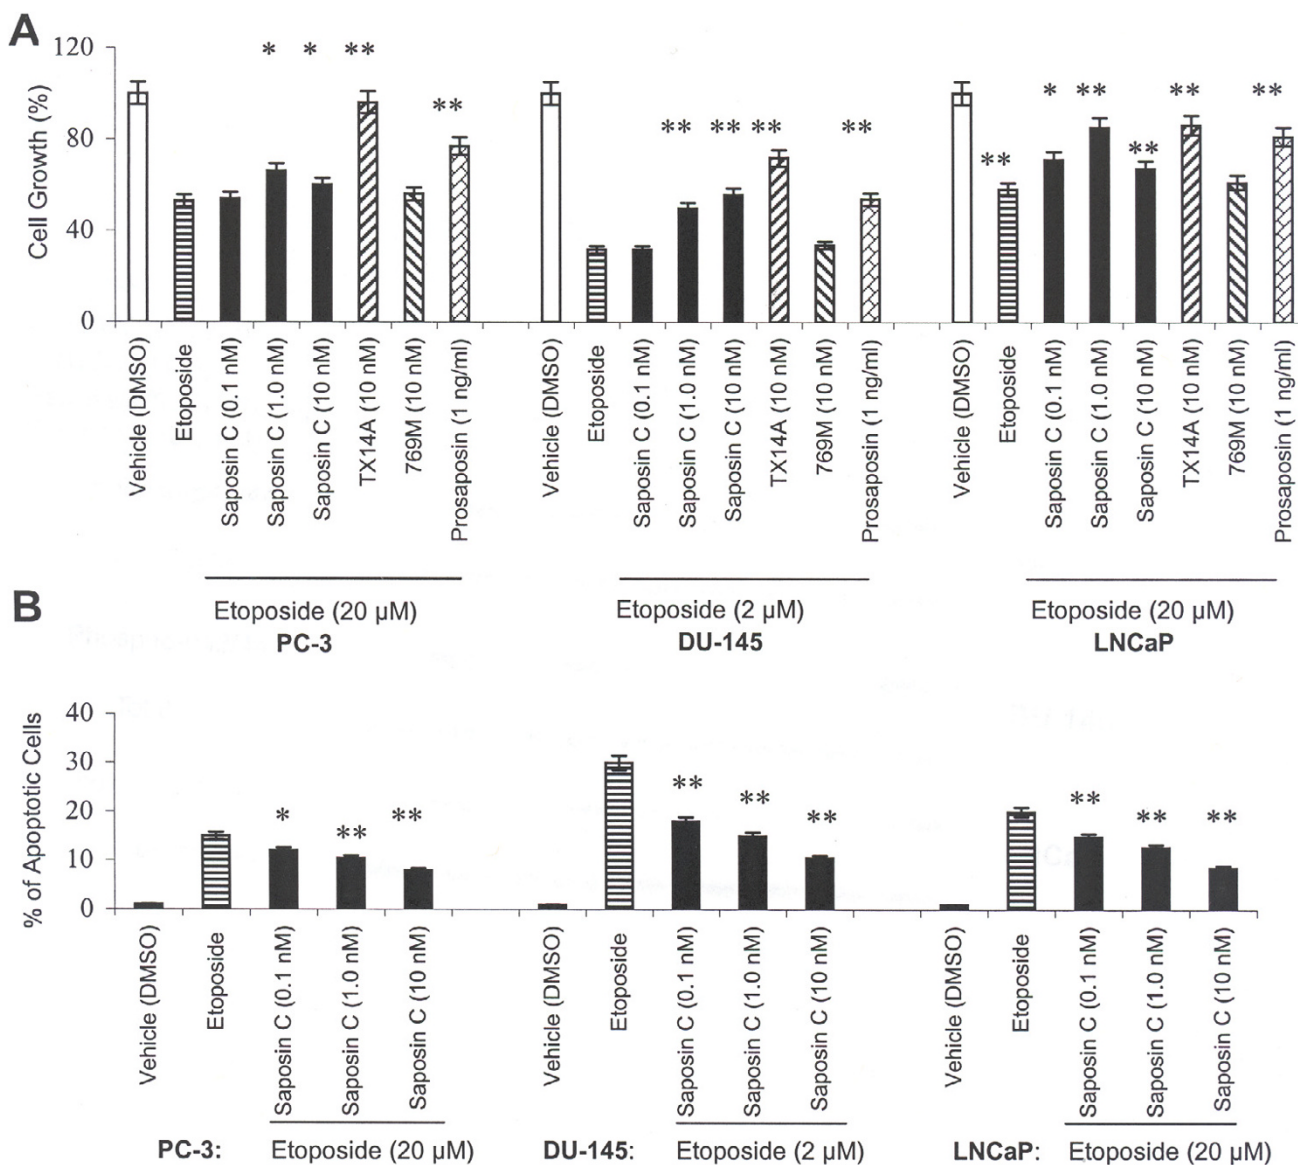 A
Cell Growth (%)
120
80
40
0
* * ** **
** ** ** **
** * ** ** ** **
Vehicle (DMSO)
Etoposide
Saposin C (0.1 nM)
Saposin C (1.0 nM)
Saposin C (10 nM)
TX14A (10 nM)
769M (10 nM)
Prosaposin (1 ng/ml)
Vehicle (DMSO)
Etoposide
Saposin C (0.1 nM)
Saposin C (1.0 nM)
Saposin C (10 nM)
TX14A (10 nM)
769M (10 nM)
Prosaposin (1 ng/ml)
Vehicle (DMSO)
Etoposide
Saposin C (0.1 nM)
Saposin C (1.0 nM)
Saposin C (10 nM)
TX14A (10 nM)
769M (10 nM)
Prosaposin (1 ng/ml)
Etoposide (20 µM)
PC-3
Etoposide (2 µM)
DU-145
Etoposide (20 µM)
LNCaP
B
% of Apoptotic Cells
40
30
20
10
0
* ** **
** ** **
** ** **
Vehicle (DMSO)
Etoposide
Saposin C (0.1 nM)
Saposin C (1.0 nM)
Saposin C (10 nM)
Vehicle (DMSO)
Etoposide
Saposin C (0.1 nM)
Saposin C (1.0 nM)
Saposin C (10 nM)
Vehicle (DMSO)
Etoposide
Saposin C (0.1 nM)
Saposin C (1.0 nM)
Saposin C (10 nM)
PC-3: Etoposide (20 µM)
DU-145: Etoposide (2 µM)
LNCaP: Etoposide (20 µM)